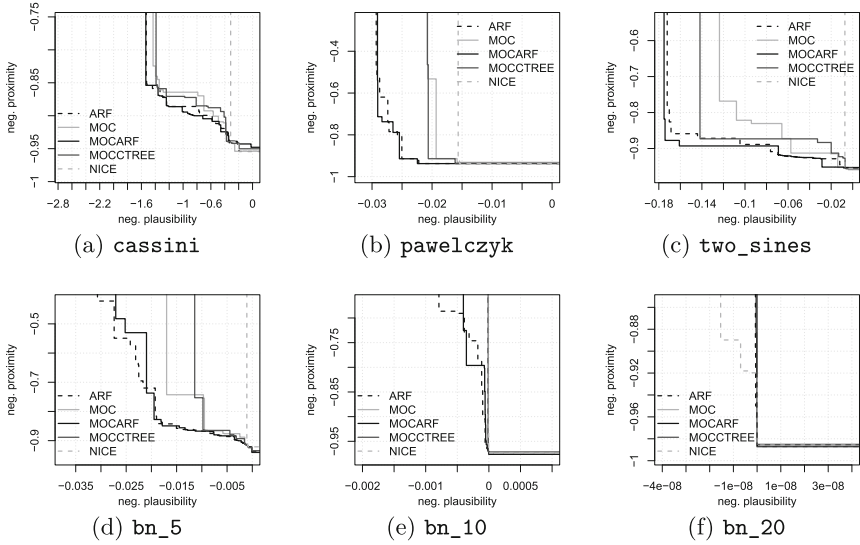 −0.75
−0.85
−0.95
−1
neg. proximity
ARF
MOC
MOCARF
MOCCTREE
NICE
−2.8 −2.2 −1.6 −1 −0.6 0
neg. plausibility
(a) cassini
−0.4
−0.6
−0.8
−1
neg. proximity
ARF
MOC
MOCARF
MOCCTREE
NICE
−0.03 −0.02 −0.01 0
neg. plausibility
(b) pawelczyk
−0.6
−0.7
−0.8
−0.9
neg. proximity
ARF
MOC
MOCARF
MOCCTREE
NICE
−0.18 −0.14 −0.1 −0.06 −0.02
neg. plausibility
(c) two_sines
−0.5
−0.7
−0.9
neg. proximity
ARF
MOC
MOCARF
MOCCTREE
NICE
−0.035 −0.025 −0.015 −0.005
neg. plausibility
(d) bn_5
−0.75
−0.85
−0.95
neg. proximity
ARF
MOC
MOCARF
MOCCTREE
NICE
−0.002 −0.001 0 0.0005
neg. plausibility
(e) bn_10
−0.88
−0.92
−0.96
−1
neg. proximity
ARF
MOC
MOCARF
MOCCTREE
NICE
−4e−08 −1e−08 1e−08 3e−08
neg. plausibility
(f) bn_20